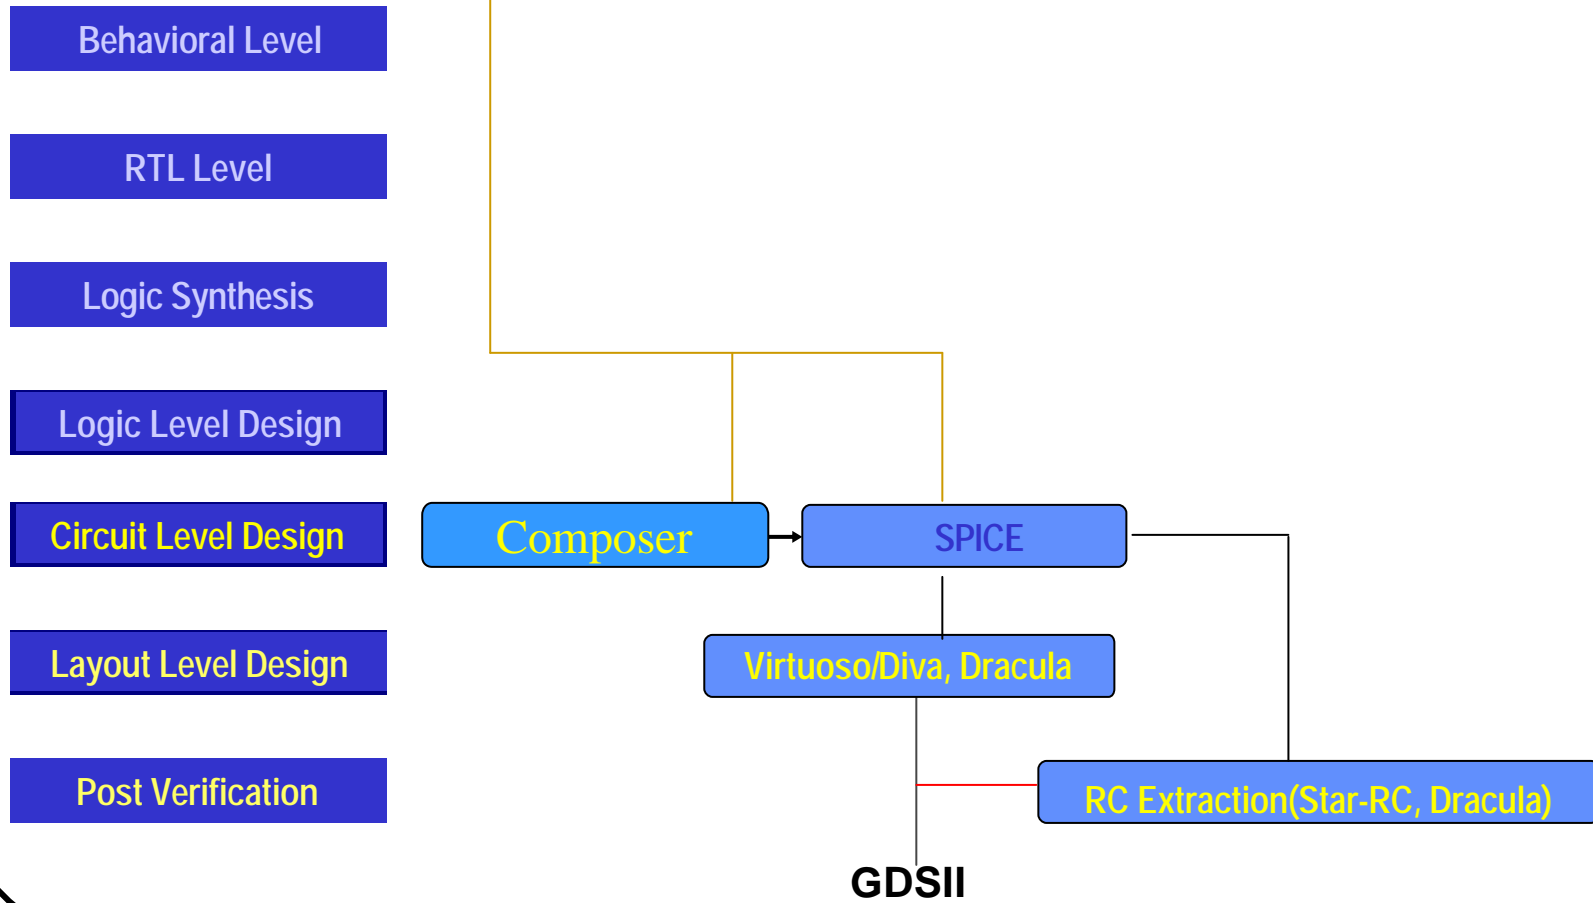 Behavioral Level
RTL Level
Logic Synthesis
Logic Level Design
Circuit Level Design
Composer
SPICE
Layout Level Design
Virtuoso/Diva, Dracula
Post Verification
RC Extraction(Star-RC, Dracula)
GDSII